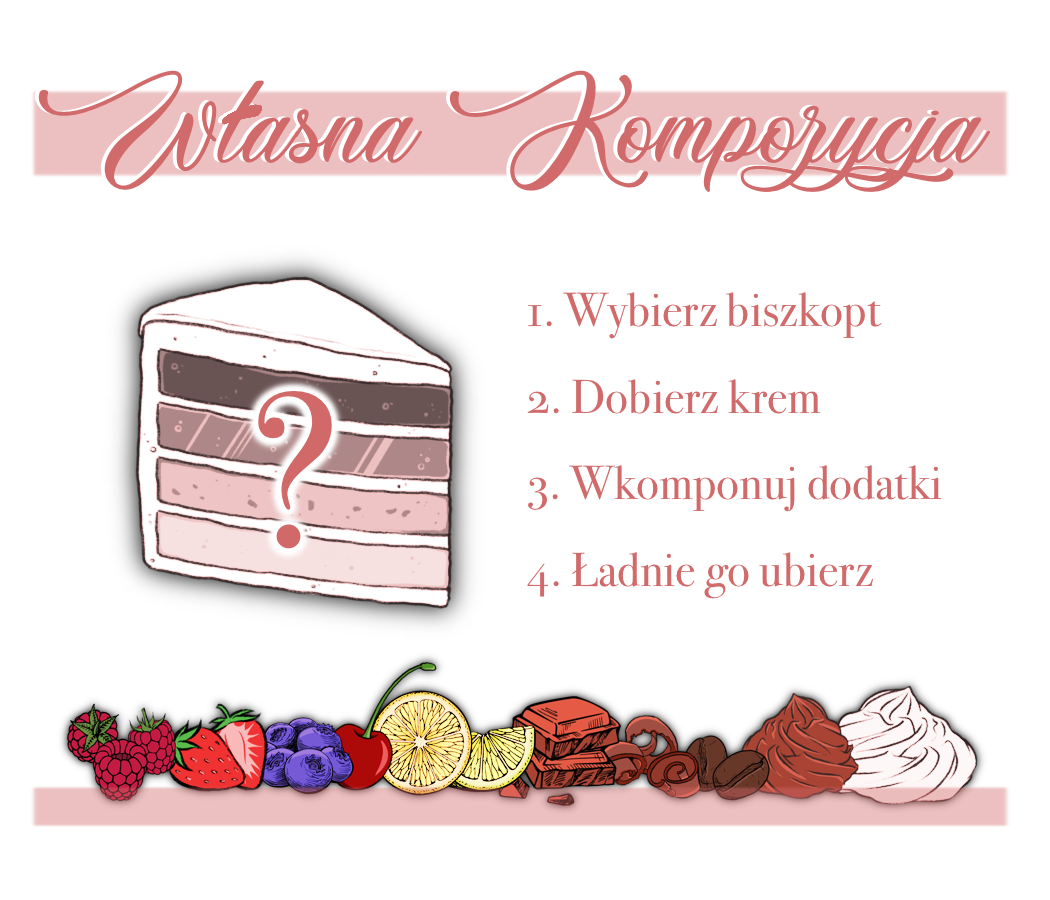 Własna Kompozycja
1. Wybierz biszkopt
2. Dobierz krem
3. Wkomponuj dodatki
4. Ładnie go ubierz
?